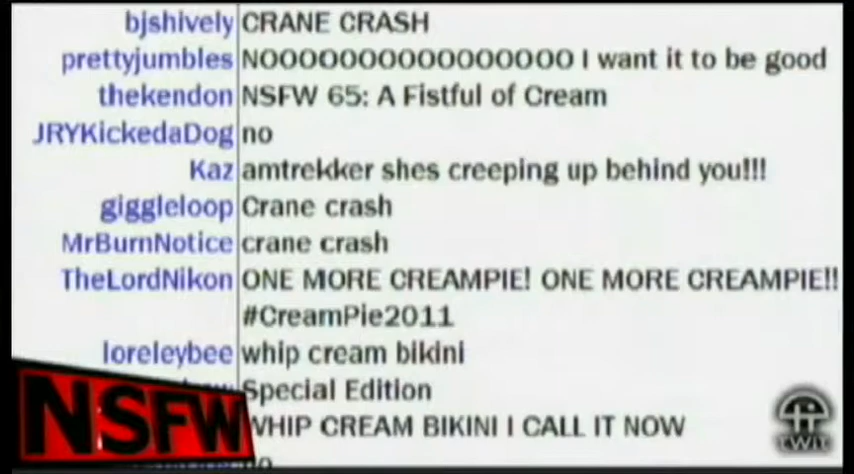 bjshively CRANE CRASH
prettyjumbles NOOOOOOOOOOOOOOOOO I want it to be good
thekendon NSFW 65: A Fistful of Cream
JRYKickedaDog no
Kaz amtrekker shes creeping up behind you!!!
giggleloop Crane crash
MrBurnNotice crane crash
TheLordNikon ONE MORE CREAMPIE! ONE MORE CREAMPIE!!
#CreamPie2011
loreleybee whip cream bikini
Special Edition
WHIP CREAM BIKINI I CALL IT NOW
no
NSFW
TWiT